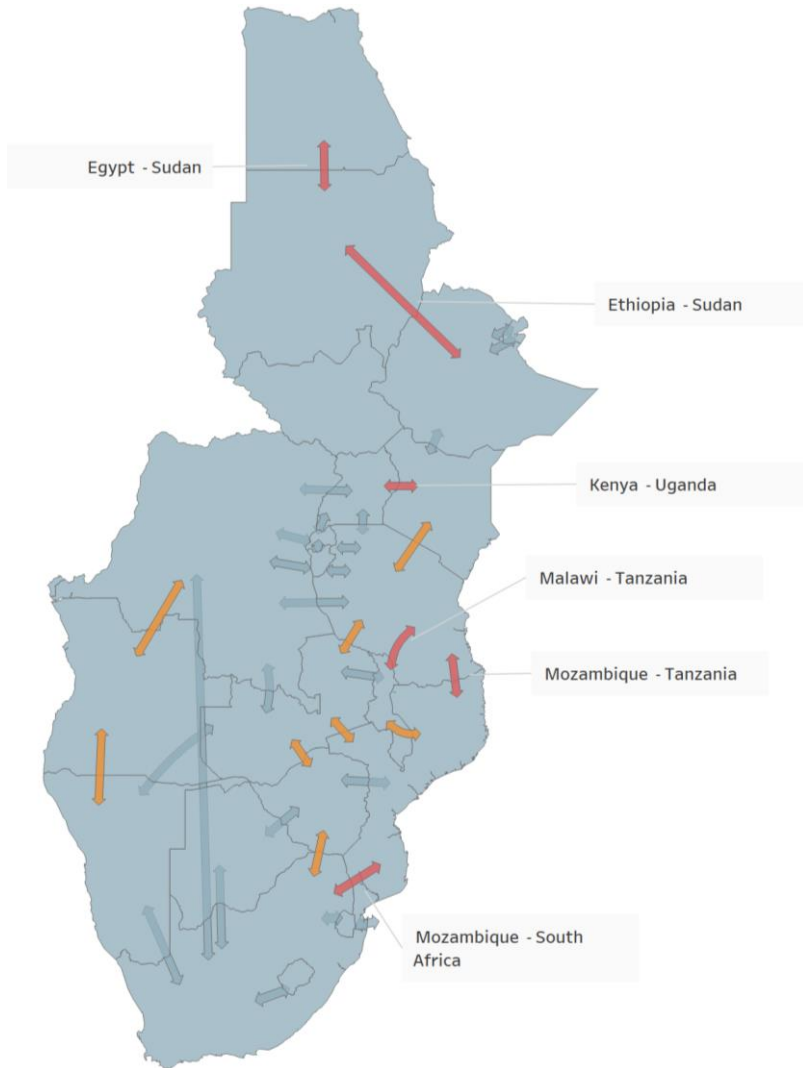 Egypt - Sudan
Ethiopia - Sudan
Kenya - Uganda
Malawi - Tanzania
Mozambique - Tanzania
Mozambique - South
Africa